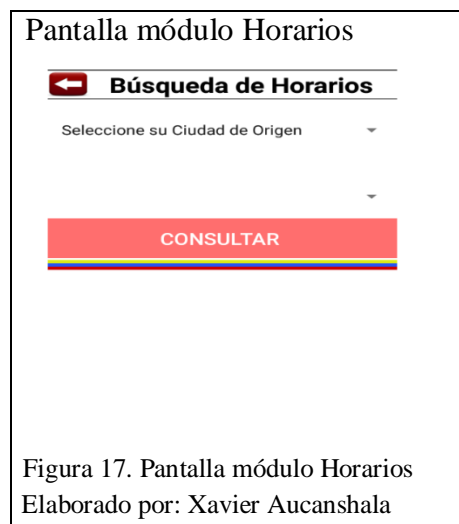 Pantalla módulo Horarios
Búsqueda de Horarios
Seleccione su Ciudad de Origen
CONSULTAR
Figura 17. Pantalla módulo Horarios
Elaborado por: Xavier Aucanshala